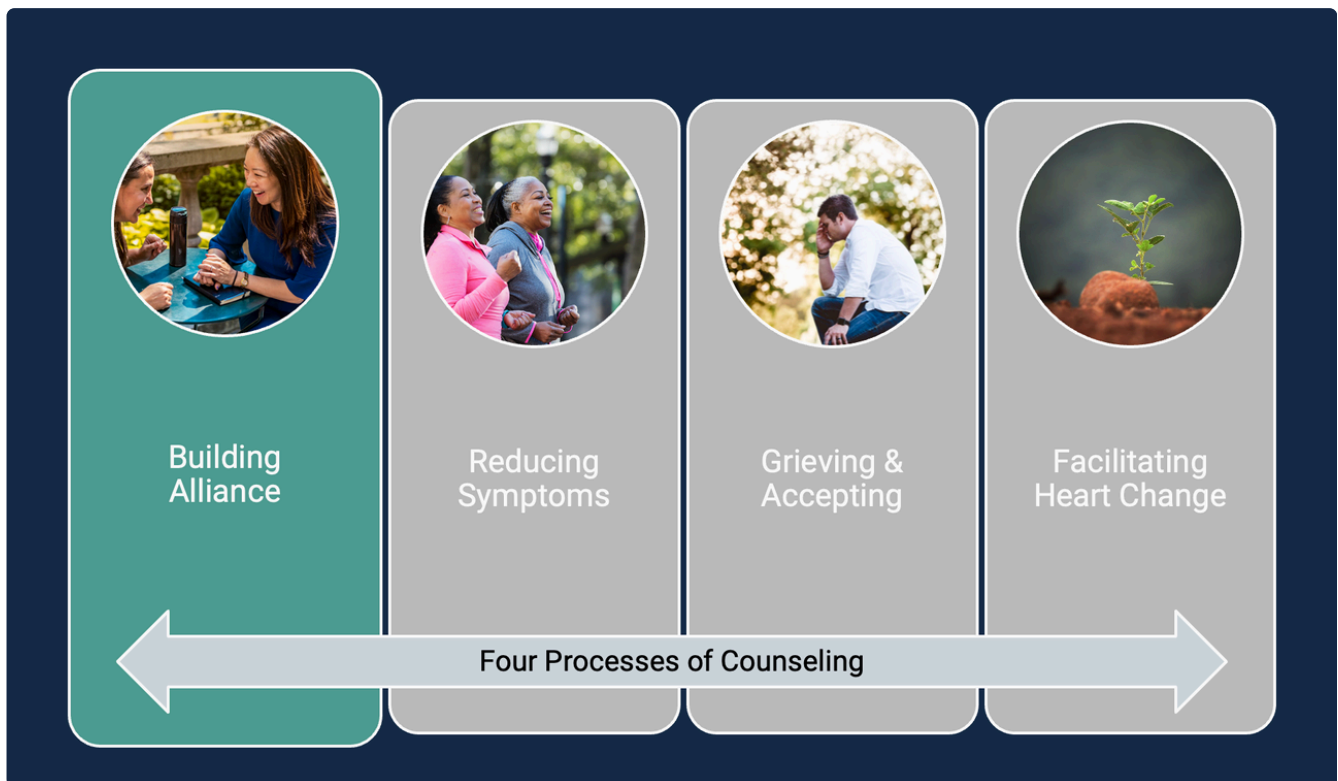 Building
Alliance
Reducing
Symptoms
Grieving &
Accepting
Facilitating
Heart Change
Four Processes of Counseling